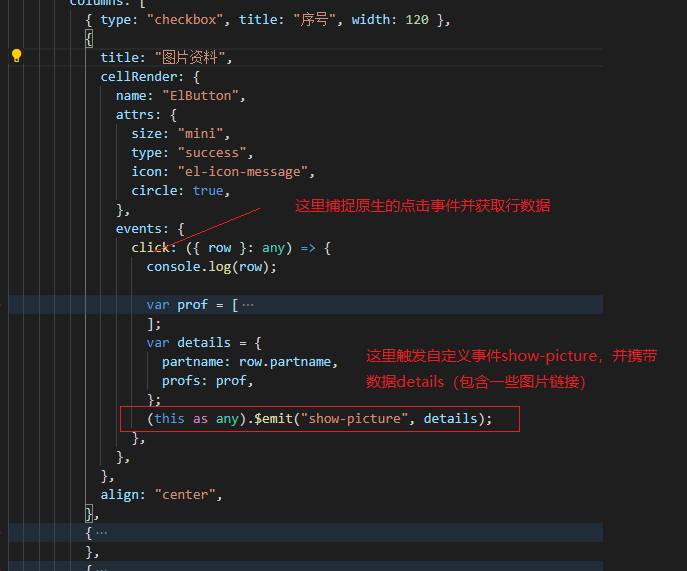 columns: [
{ type: "checkbox", title: "序号", width: 120 },
{
title: "图片资料",
cellRender: {
name: "ElButton",
attrs: {
size: "mini",
type: "success",
icon: "el-icon-message",
circle: true,
},
这里捕捉原生的点击事件并获取行数据
events: {
click: ({ row }: any) => {
console.log(row);
var prof = [ ⋯
];
var details = {
partname: row.partname,
profs: prof,
};
这里触发自定义事件show-picture，并携带
数据details（包含一些图片链接）
(this as any).$emit("show-picture", details);
},
},
},
align: "center",
},
{ ⋯
},
{ ⋯